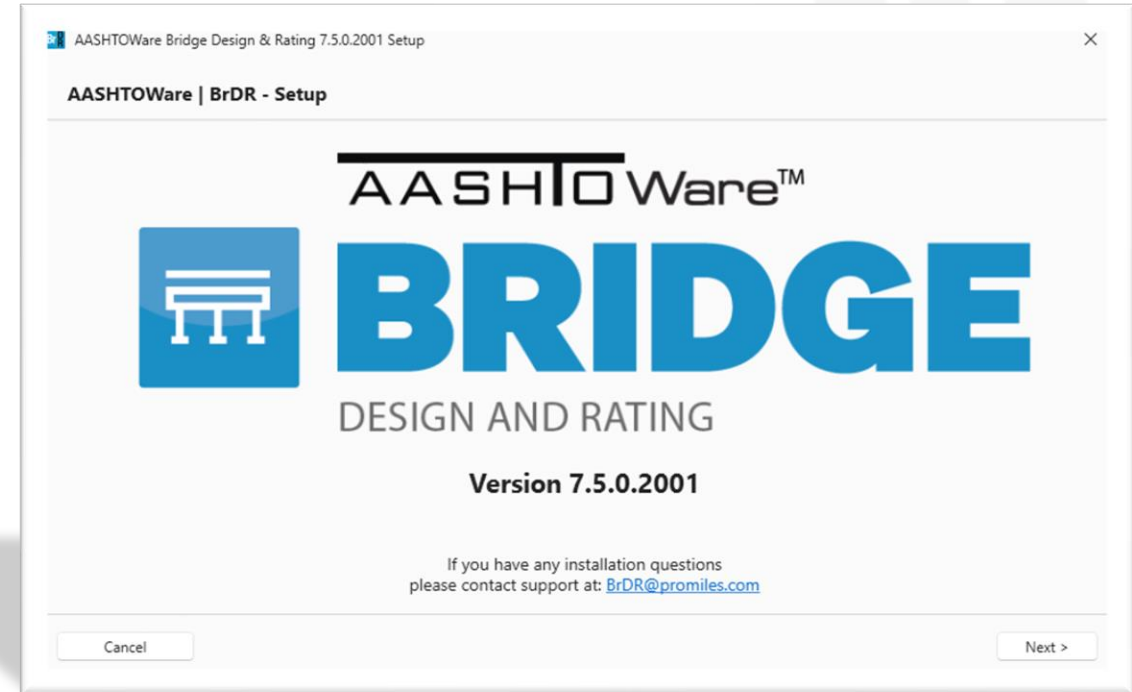 AASHTOWare Bridge Design & Rating 7.5.0.2001 Setup
AASHTOWare | BrDR - Setup
AASHTOWare™
BRIDGE
DESIGN AND RATING
Version 7.5.0.2001
If you have any installation questions
please contact support at: BrDR@promiles.com
Cancel
Next >